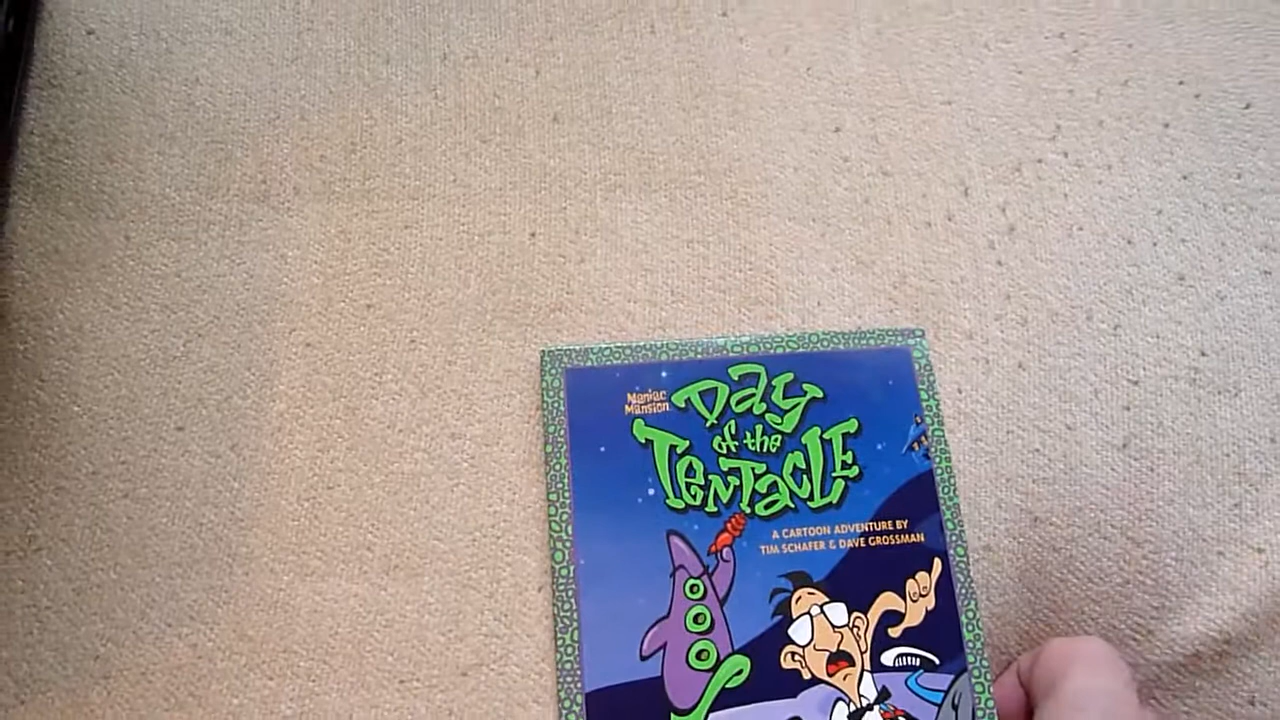 Maniac
Mansion
Day
of the
Tentacle
A CARTOON ADVENTURE BY
TIM SCHAFER & DAVE GROSSMAN